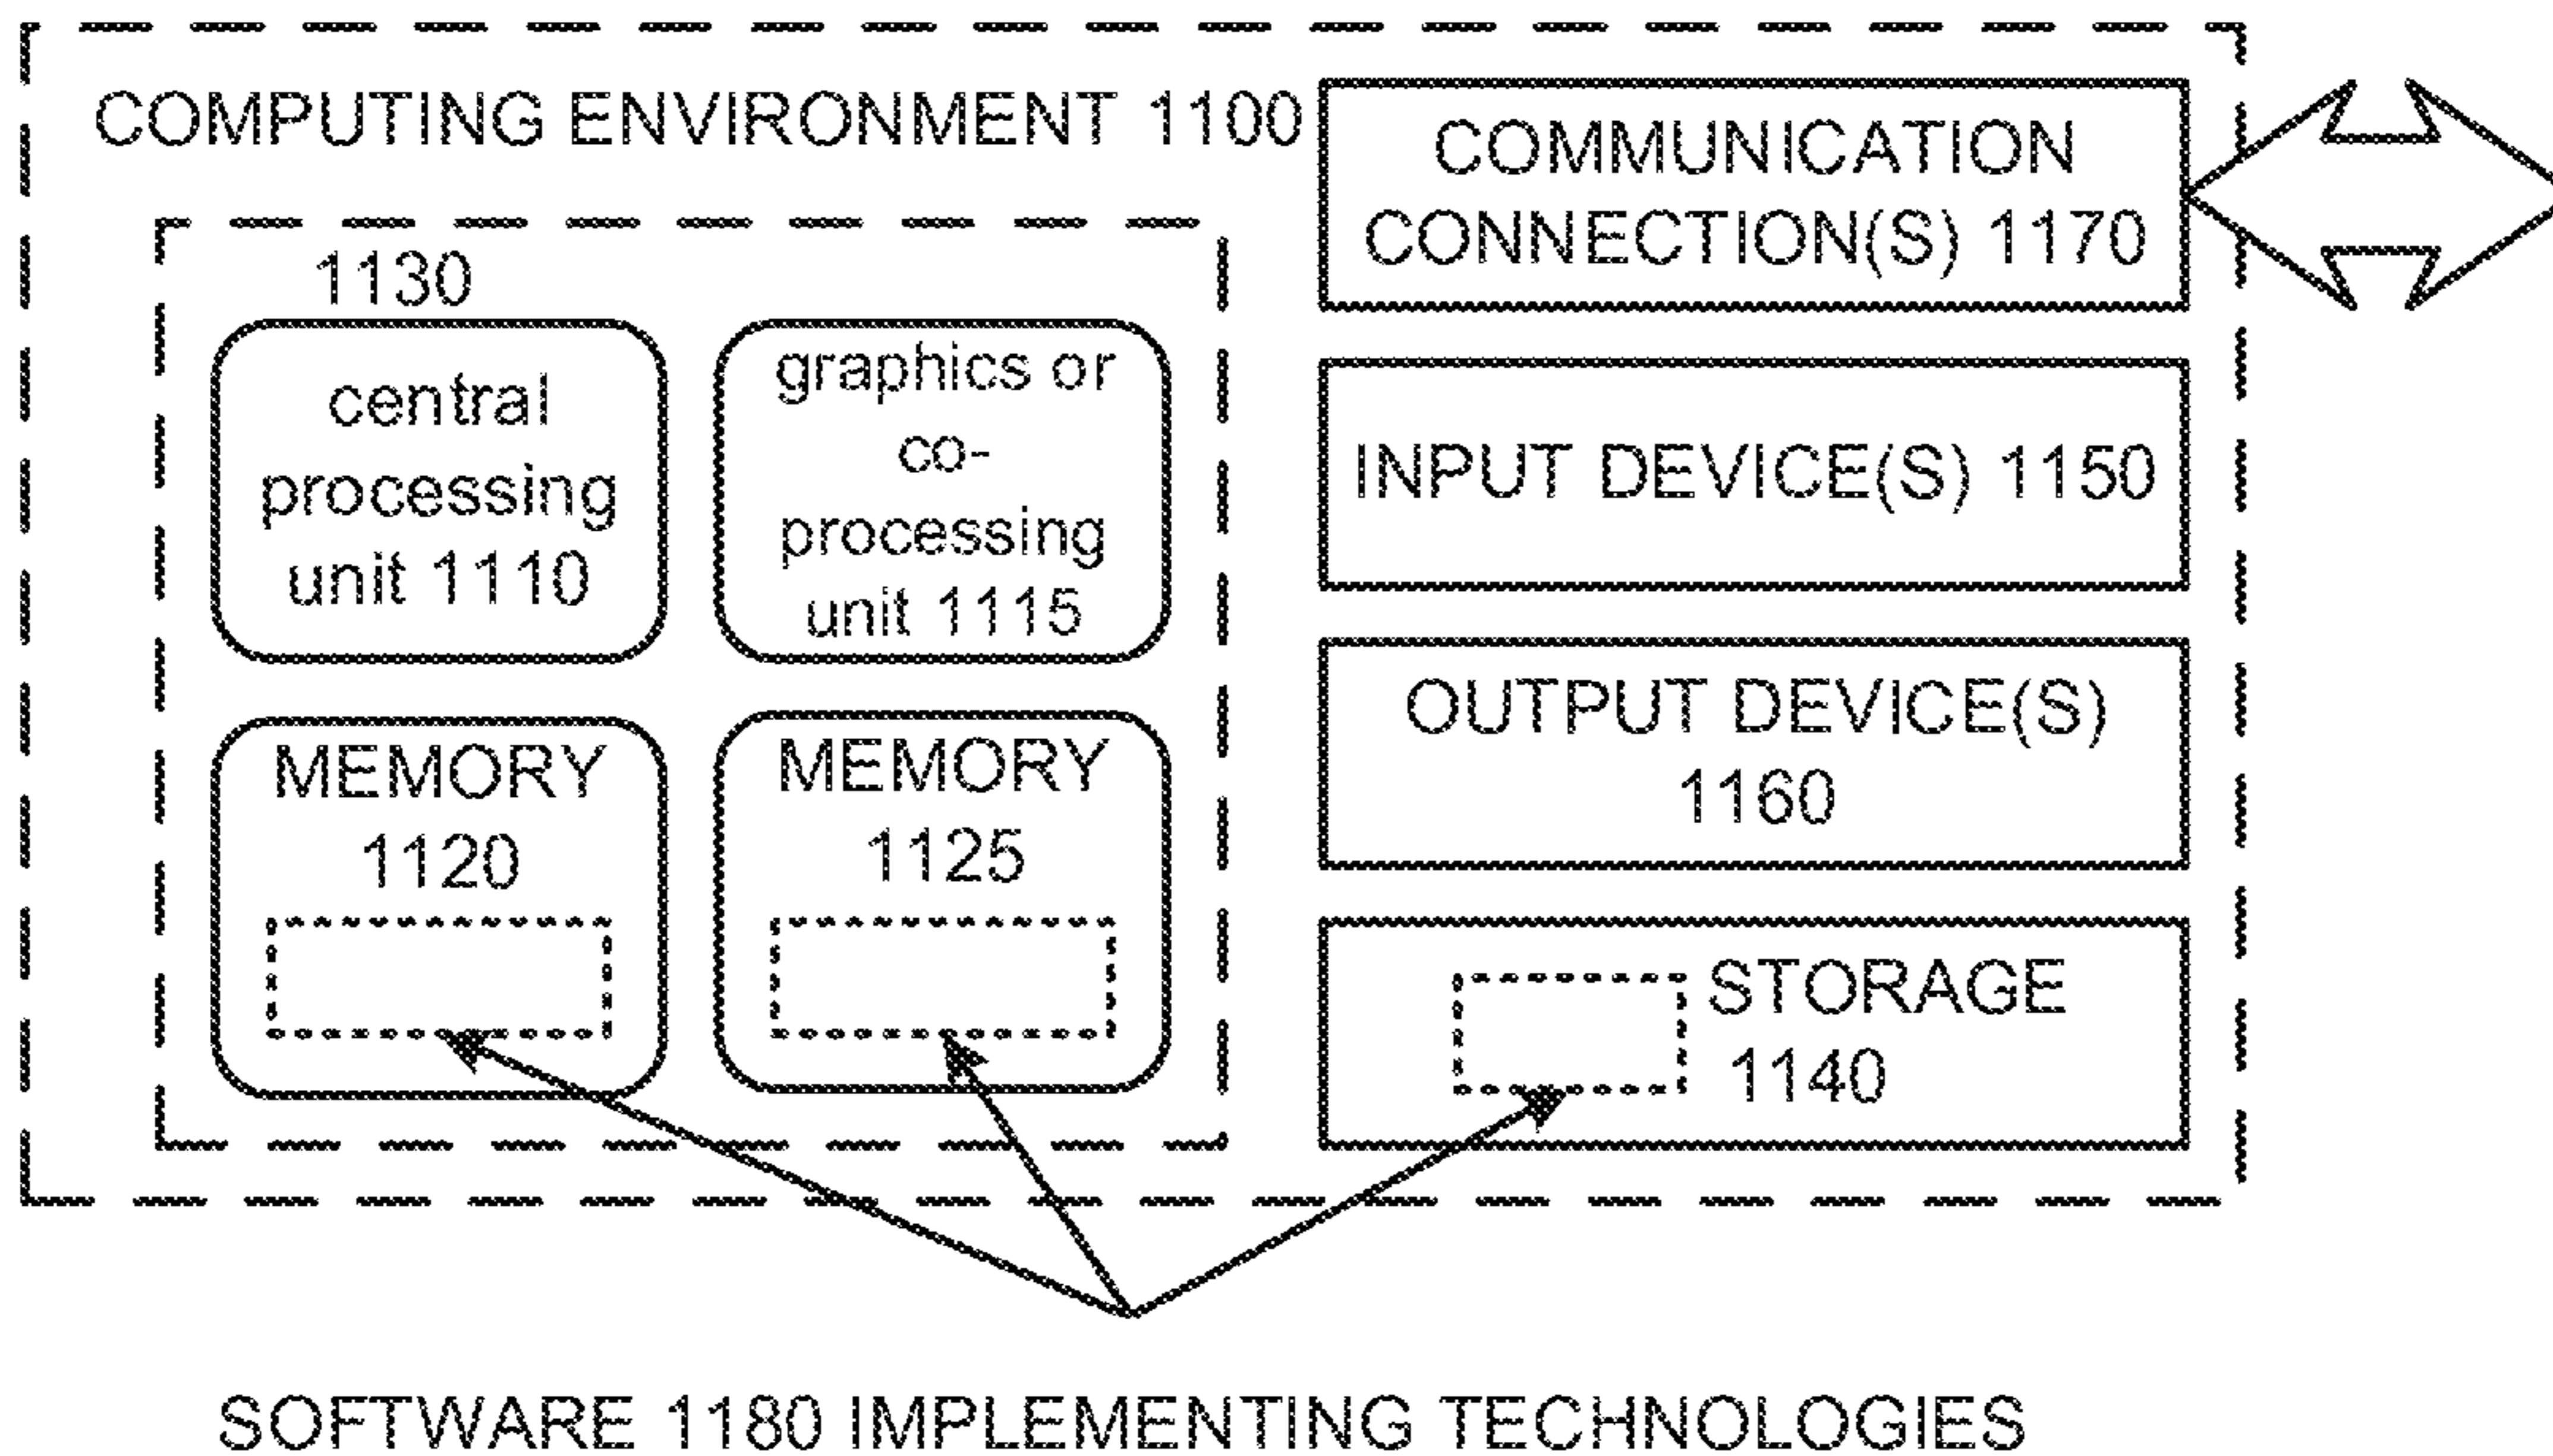 COMPUTING ENVIRONMENT 1100
1130
central
processing
unit 1110
graphics or
co-
processing
unit 1115
MEMORY
1120
MEMORY
1125
COMMUNICATION
CONNECTION(S) 1170
INPUT DEVICE(S) 1150
OUTPUT DEVICE(S)
1160
STORAGE
1140
SOFTWARE 1180 IMPLEMENTING TECHNOLOGIES